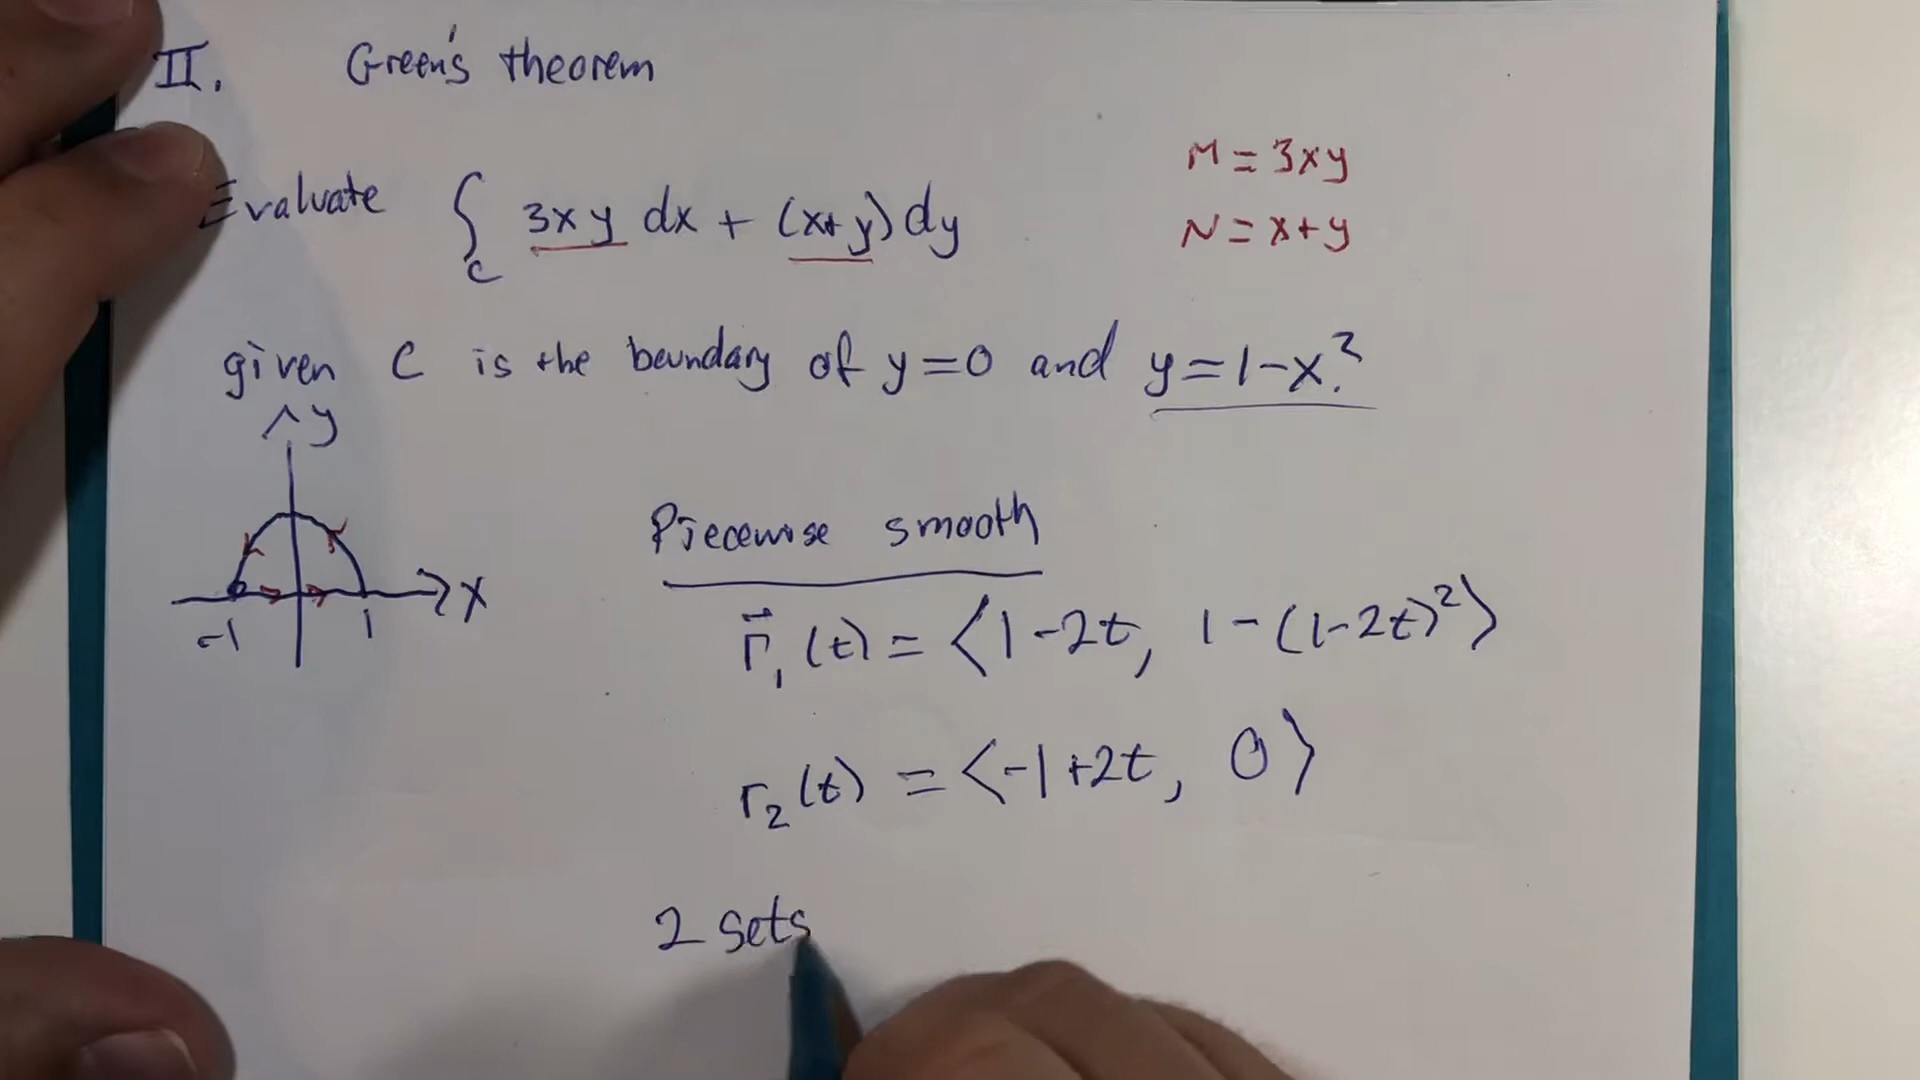 II. Green's theorem
M = 3xy
Evaluate ∫_C 3xy dx + (x+y) dy
N = x+y
given C is the boundary of y=0 and y=1-x².
y
x
-1 1
Piecewise smooth
r⃗₁(t) = ⟨1-2t, 1-(1-2t)²⟩
r₂(t) = ⟨-1+2t, 0⟩
2 sets